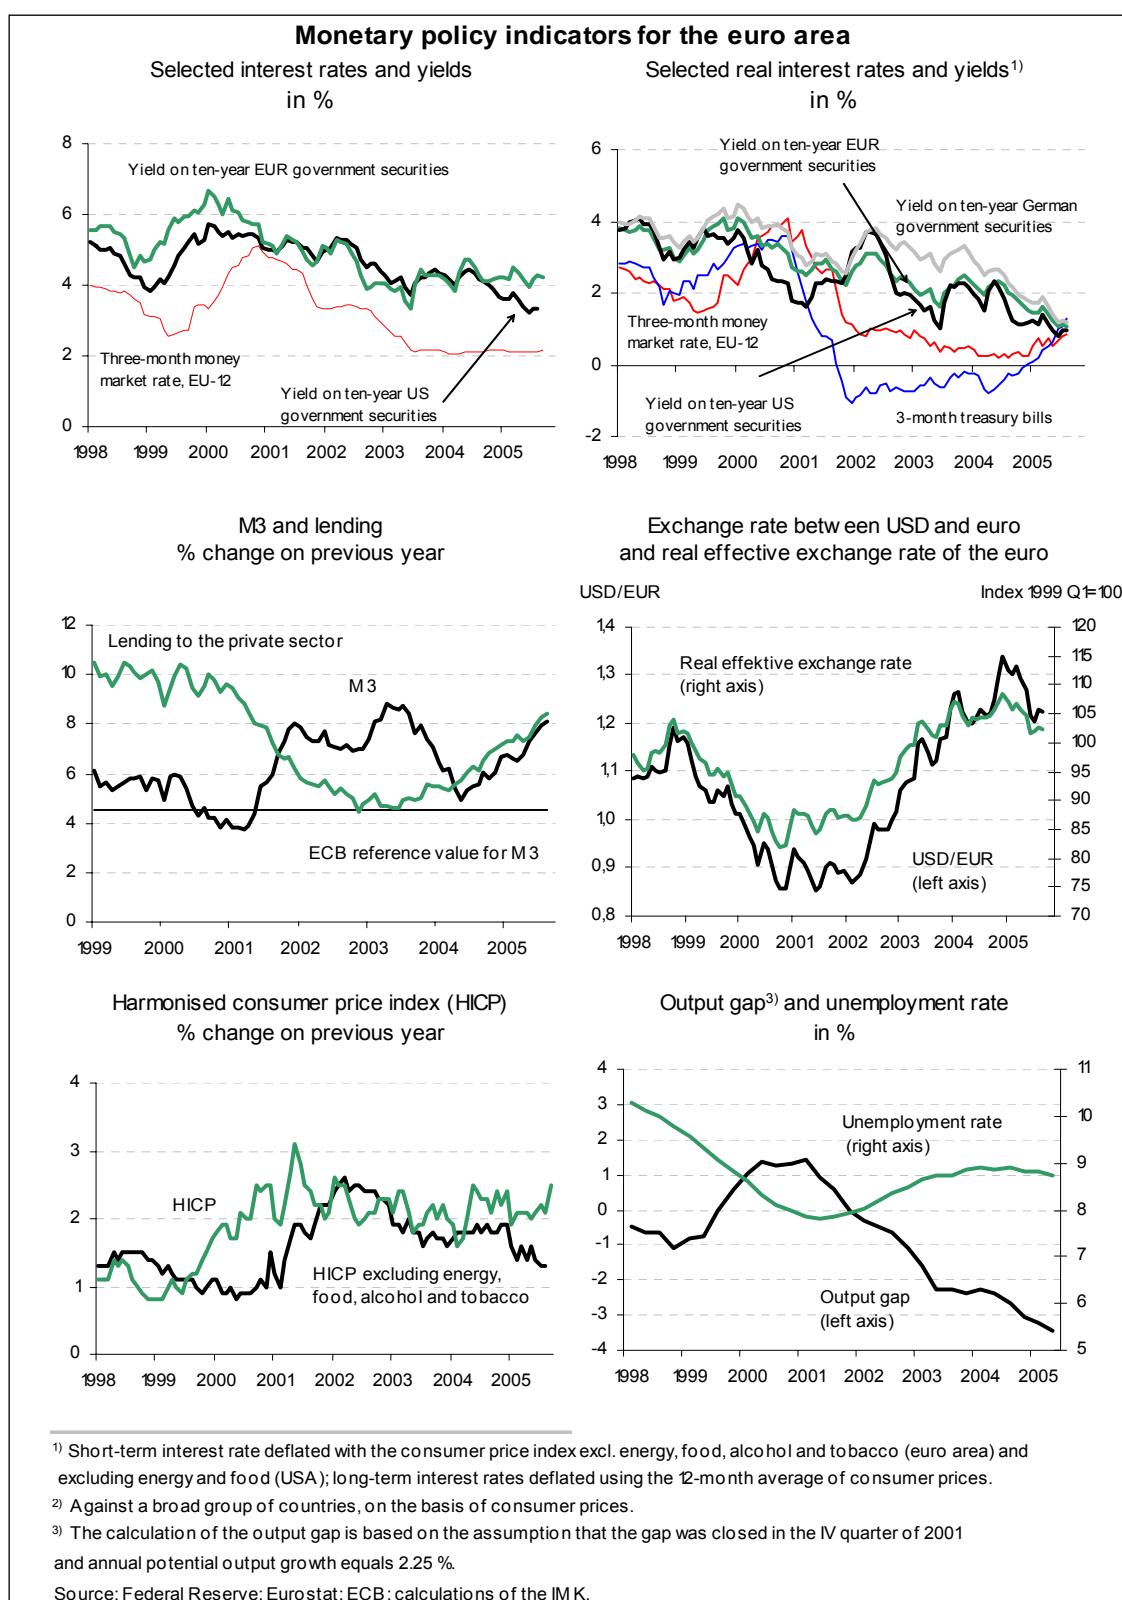 Monetary policy indicators for the euro area
Selected interest rates and yields
in %
8
6
4
2
0
Yield on ten-year EUR government securities
Three-month money
market rate, EU-12
Yield on ten-year US
government securities
1998 1999 2000 2001 2002 2003 2004 2005
Selected real interest rates and yields1)
in %
6
4
2
0
-2
Yield on ten-year EUR
government securities
Yield on ten-year German
government securities
Three-month money
market rate, EU-12
Yield on ten-year US
government securities
3-month treasury bills
1998 1999 2000 2001 2002 2003 2004 2005
M3 and lending
% change on previous year
12
10
8
6
4
2
0
Lending to the private sector
M3
ECB reference value for M3
1999 2000 2001 2002 2003 2004 2005
Exchange rate between USD and euro
and real effective exchange rate of the euro
USD/EUR
Index 1999 Q1=100
1,4
1,3
1,2
1,1
1,0
0,9
0,8
Real effektive exchange rate
(right axis)
USD/EUR
(left axis)
120
115
110
105
100
95
90
85
80
75
70
1998 1999 2000 2001 2002 2003 2004 2005
Harmonised consumer price index (HICP)
% change on previous year
4
3
2
1
0
HICP
HICP excluding energy,
food, alcohol and tobacco
1998 1999 2000 2001 2002 2003 2004 2005
Output gap3) and unemployment rate
in %
4
3
2
1
0
-1
-2
-3
-4
Unemployment rate
(right axis)
Output gap
(left axis)
11
10
9
8
7
6
5
1998 1999 2000 2001 2002 2003 2004 2005
1) Short-term interest rate deflated with the consumer price index excl. energy, food, alcohol and tobacco (euro area) and
excluding energy and food (USA); long-term interest rates deflated using the 12-month average of consumer prices.
2) Against a broad group of countries, on the basis of consumer prices.
3) The calculation of the output gap is based on the assumption that the gap was closed in the IV quarter of 2001
and annual potential output growth equals 2.25 %.
Source: Federal Reserve; Eurostat; ECB; calculations of the IMK.